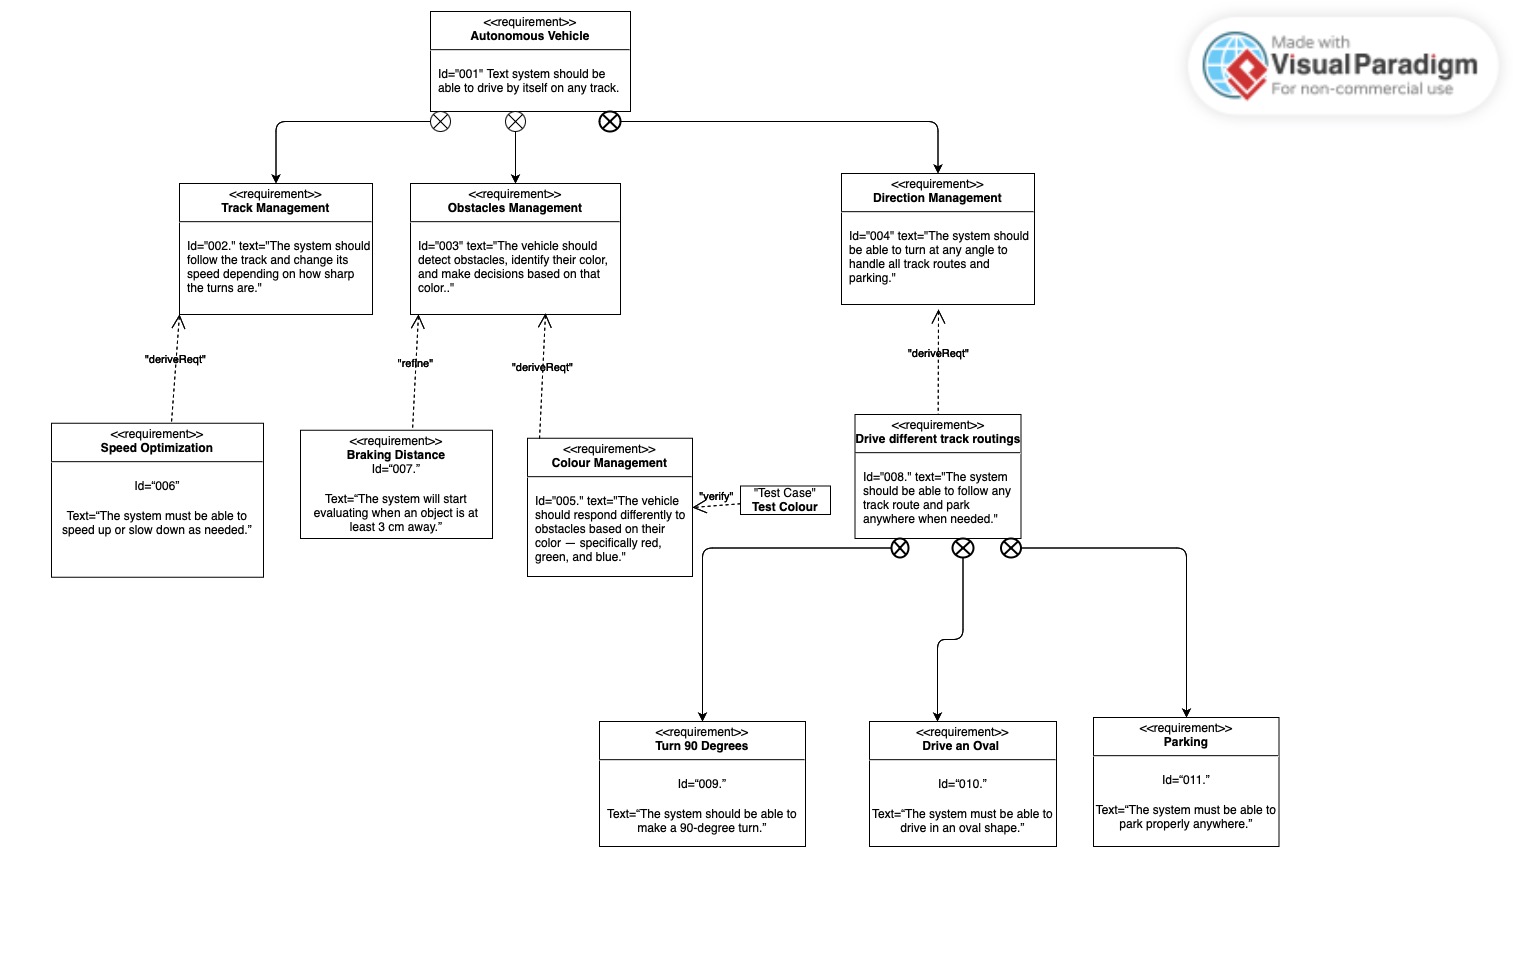 <<requirement>>
Autonomous Vehicle
Id="001" Text system should be
able to drive by itself on any track.
Made with
Visual Paradigm
For non-commercial use
<<requirement>>
Track Management
Id="002." text="The system should
follow the track and change its
speed depending on how sharp
the turns are."
<<requirement>>
Obstacles Management
Id="003" text="The vehicle should
detect obstacles, identify their color,
and make decisions based on that
color.."
<<requirement>>
Direction Management
Id="004" text="The system should
be able to turn at any angle to
handle all track routes and
parking."
"deriveReqt"
"refine"
"deriveReqt"
"deriveReqt"
<<requirement>>
Speed Optimization
Id=“006”
Text=“The system must be able to
speed up or slow down as needed.”
<<requirement>>
Braking Distance
Id=“007.”
Text=“The system will start
evaluating when an object is at
least 3 cm away.”
<<requirement>>
Colour Management
Id="005." text="The vehicle
should respond differently to
obstacles based on their
color — specifically red,
green, and blue."
"verify"
"Test Case"
Test Colour
<<requirement>>
Drive different track routings
Id="008." text="The system
should be able to follow any
track route and park
anywhere when needed."
<<requirement>>
Turn 90 Degrees
Id=“009.”
Text=“The system should be able to
make a 90-degree turn.”
<<requirement>>
Drive an Oval
Id=“010.”
Text=“The system must be able to
drive in an oval shape.”
<<requirement>>
Parking
Id=“011.”
Text=“The system must be able to
park properly anywhere.”